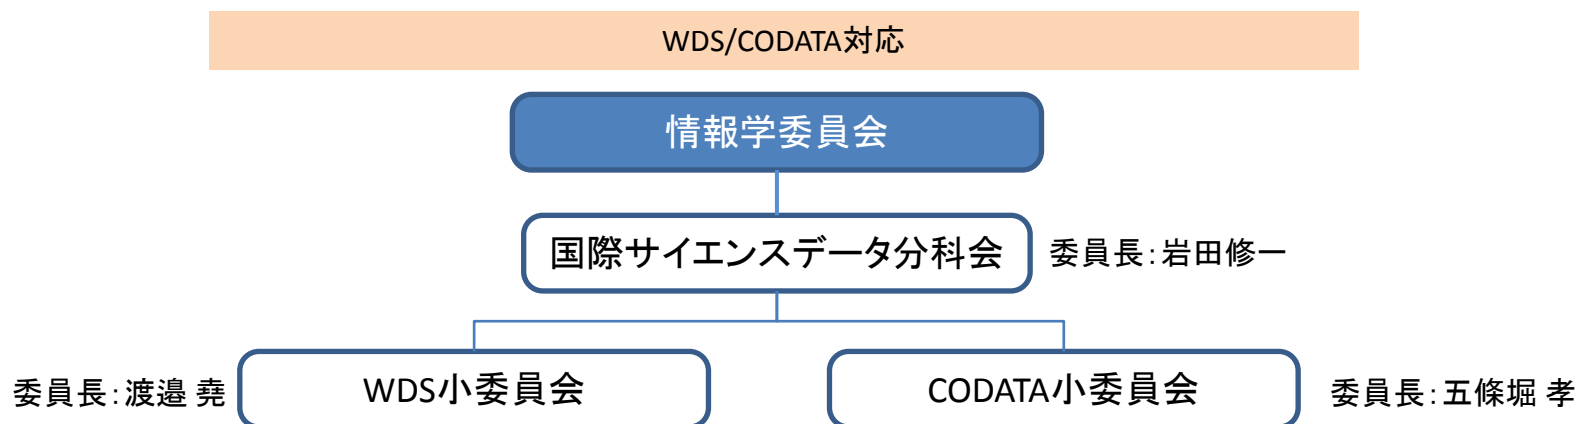 WDS/CODATA対応
情報学委員会
国際サイエンスデータ分科会
委員長：岩田修一
委員長：渡邉 堯
WDS小委員会
CODATA小委員会
委員長：五條堀 孝